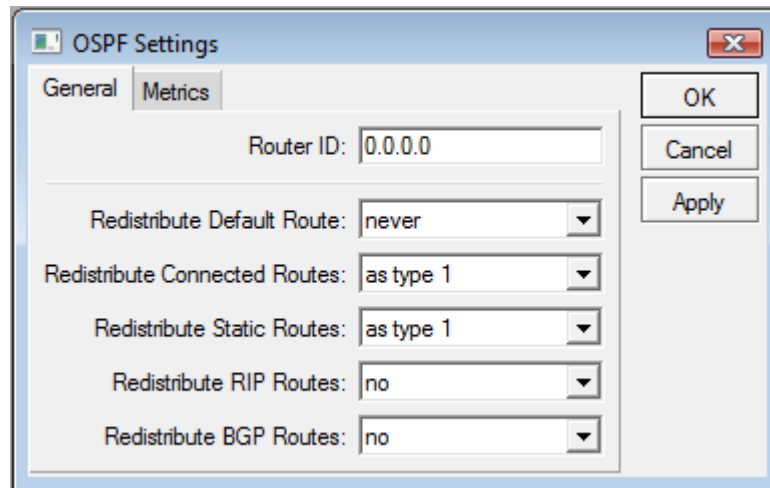 OSPF Settings
General Metrics
OK
Router ID: 0.0.0.0
Cancel
Apply
Redistribute Default Route: never
Redistribute Connected Routes: as type 1
Redistribute Static Routes: as type 1
Redistribute RIP Routes: no
Redistribute BGP Routes: no